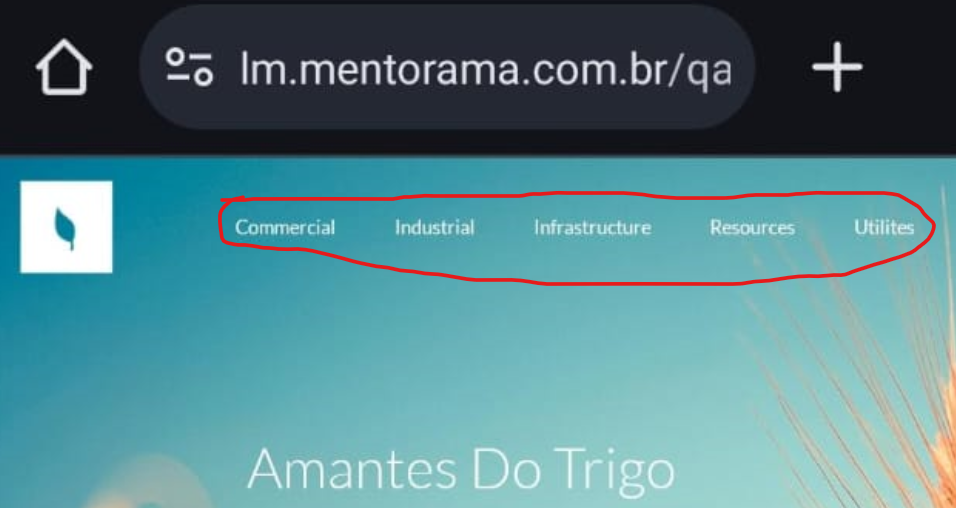 lm.mentorama.com.br/qa
Commercial Industrial Infrastructure Resources Utilites
Amantes Do Trigo